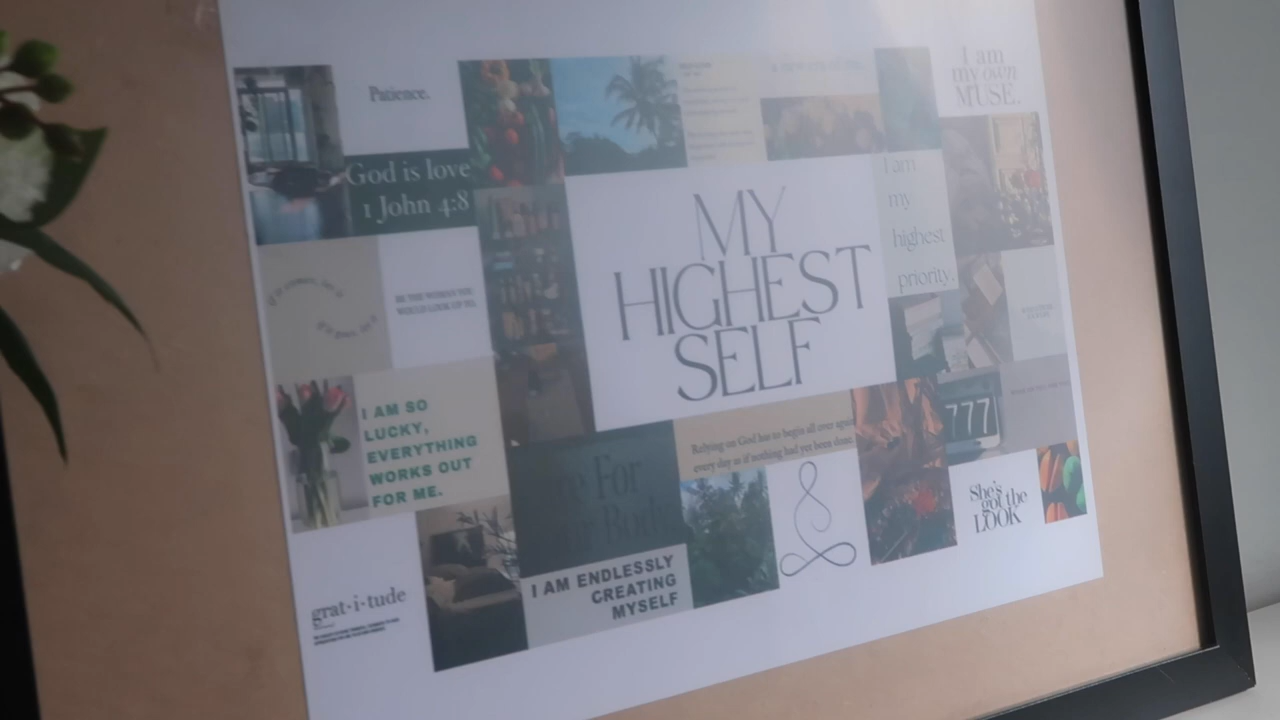 Patience.
I am
my own
MUSE.
God is love
1 John 4:8
I am
my
highest
priority.
MY
HIGHEST
SELF
BE THE WOMAN YOU
WOULD LOOK UP TO.
I AM SO
LUCKY,
EVERYTHING
WORKS OUT
FOR ME.
777
Relying on God has to begin all over again
every day as if nothing had yet been done.
For
Body
She's
got the
LOOK
I AM ENDLESSLY
CREATING
MYSELF
grat·i·tude